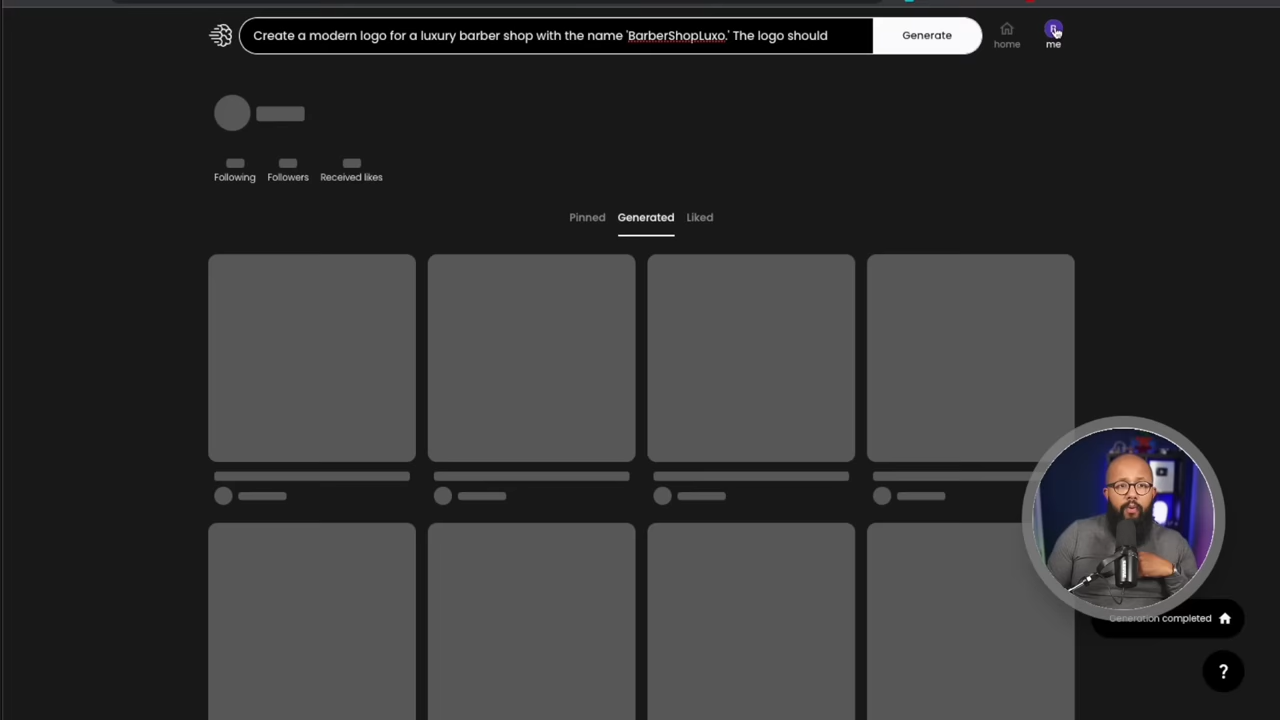 Create a modern logo for a luxury barber shop with the name 'BarberShopLuxo.' The logo should
Generate
home
me
Following
Followers
Received likes
Pinned
Generated
Liked
Generation completed
?